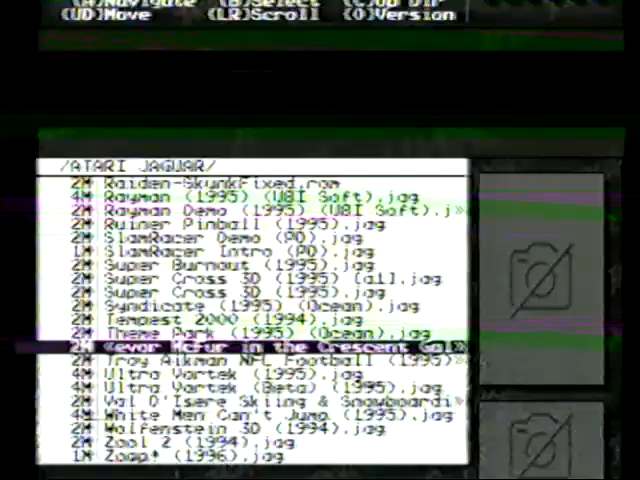 (A)Navigate (B)Select (C)Up Dir
(UD)Move (LR)Scroll (O)Version
/ATARI JAGUAR/
2M Raiden-SkunkFixed.rom
4M Rayman (1995) (UBI Soft).jag
2M Rayman Demo (1995) (UBI Soft).j»
2M Ruiner Pinball (1995).jag
2M SlamRacer Demo (PD).jag
1M SlamRacer Intro (PD).jag
2M Super Burnout (1995).jag
2M Super Cross 3D (1995) [a1].jag
2M Super Cross 3D (1995).jag
2M Syndicate (1995) (Ocean).jag
2M Tempest 2000 (1994).jag
2M Theme Park (1995) (Ocean).jag
2M «evor McFur in the Crescent Gal»
2M Troy Aikman NFL Football (1995)»
4M Ultra Vortek (1995).jag
4M Ultra Vortek (Beta) (1995).jag
2M Val D'Isere Skiing & Snowboardi»
4M White Men Can't Jump (1995).jag
2M Wolfenstein 3D (1994).jag
2M Zool 2 (1994).jag
1M Zoop! (1996).jag